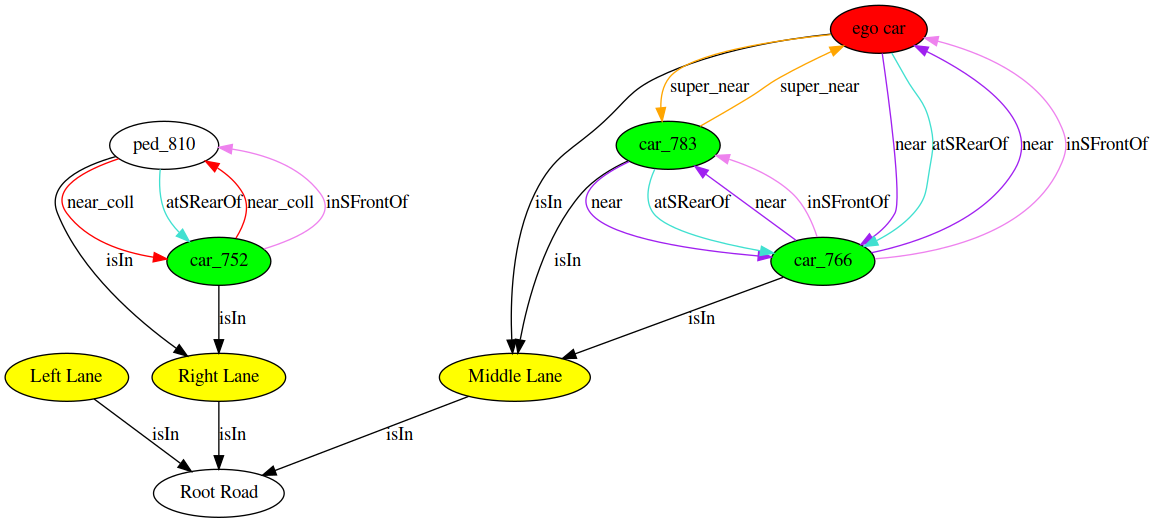 ego car
super_near
super_near
ped_810
car_783
near
atSRearOf
near
inSFrontOf
near_coll
atSRearOf
near_coll
inSFrontOf
isIn
near
atSRearOf
near
inSFrontOf
isIn
car_752
isIn
car_766
isIn
isIn
Left Lane
Right Lane
Middle Lane
isIn
isIn
isIn
Root Road